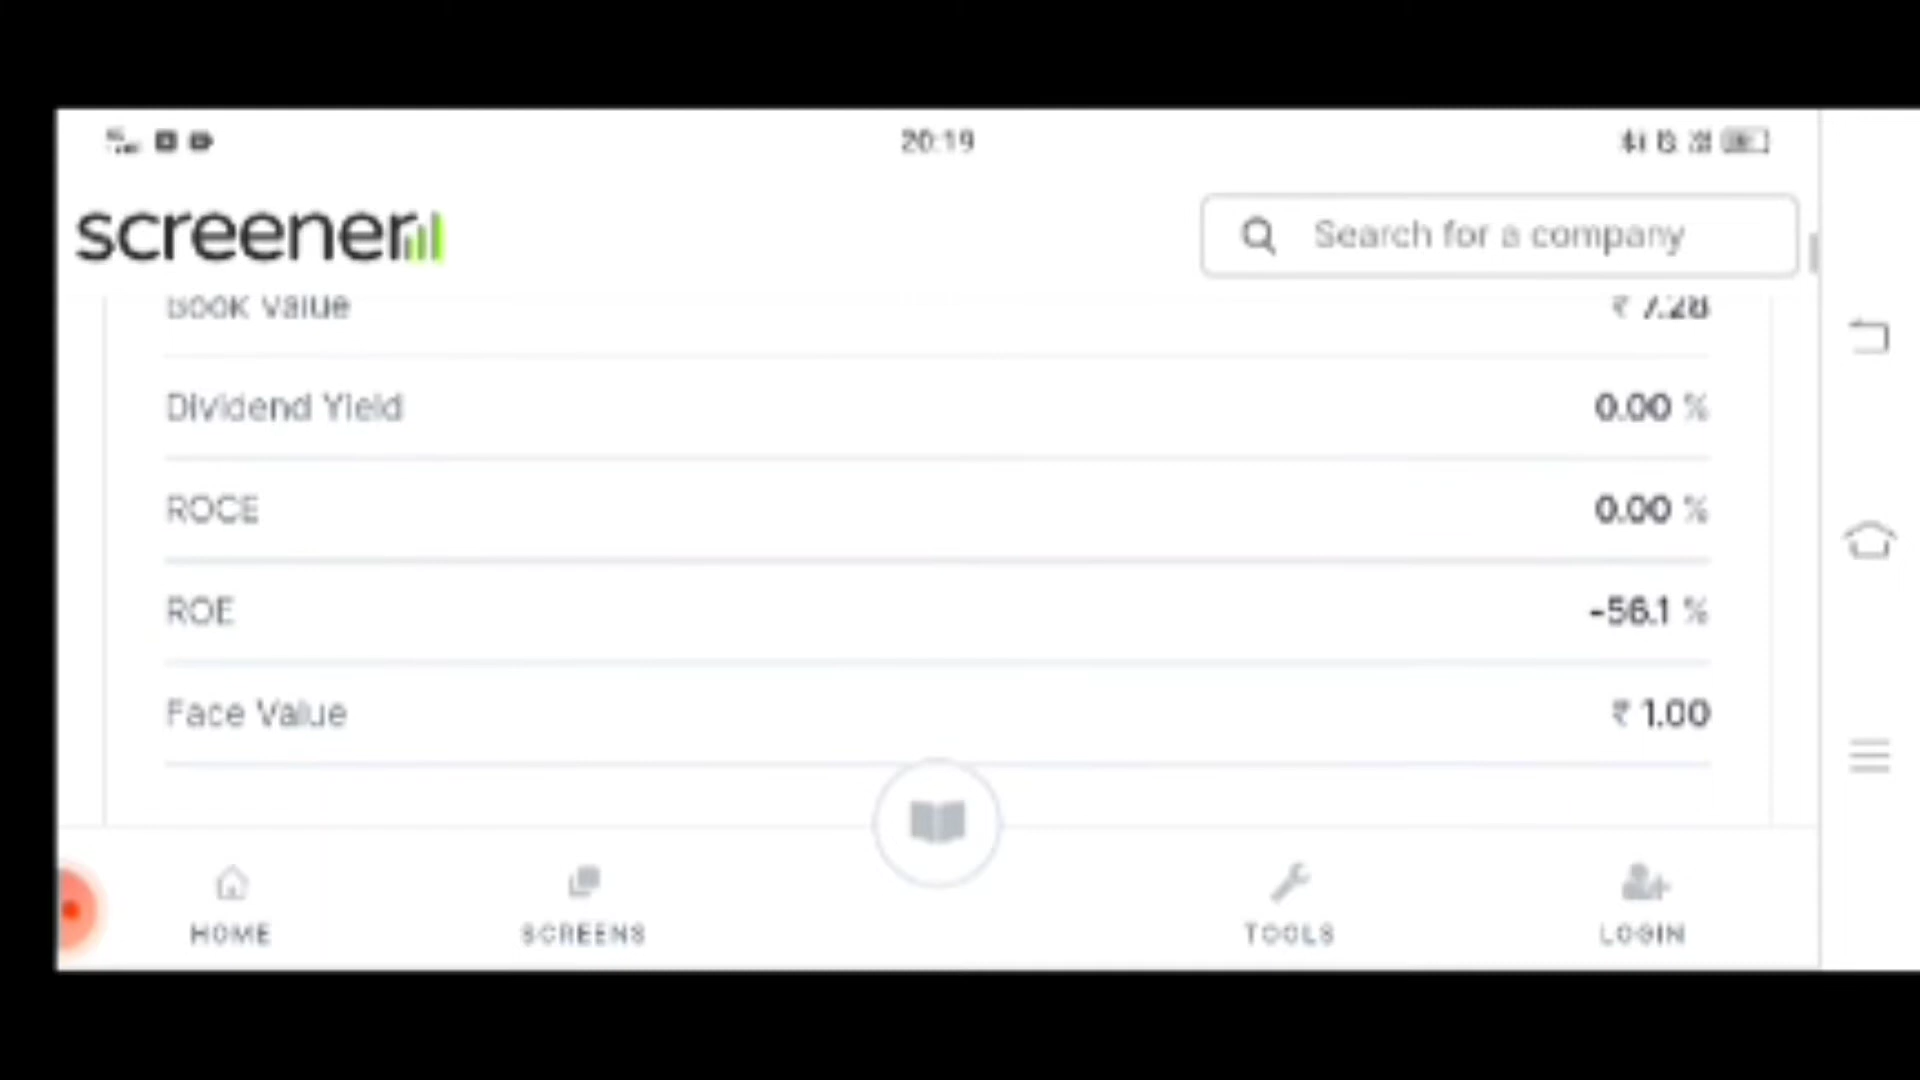 20:19
screener
Search for a company
Book Value ₹ 7.28
Dividend Yield 0.00 %
ROCE 0.00 %
ROE -56.1 %
Face Value ₹ 1.00
HOME SCREENS TOOLS LOGIN